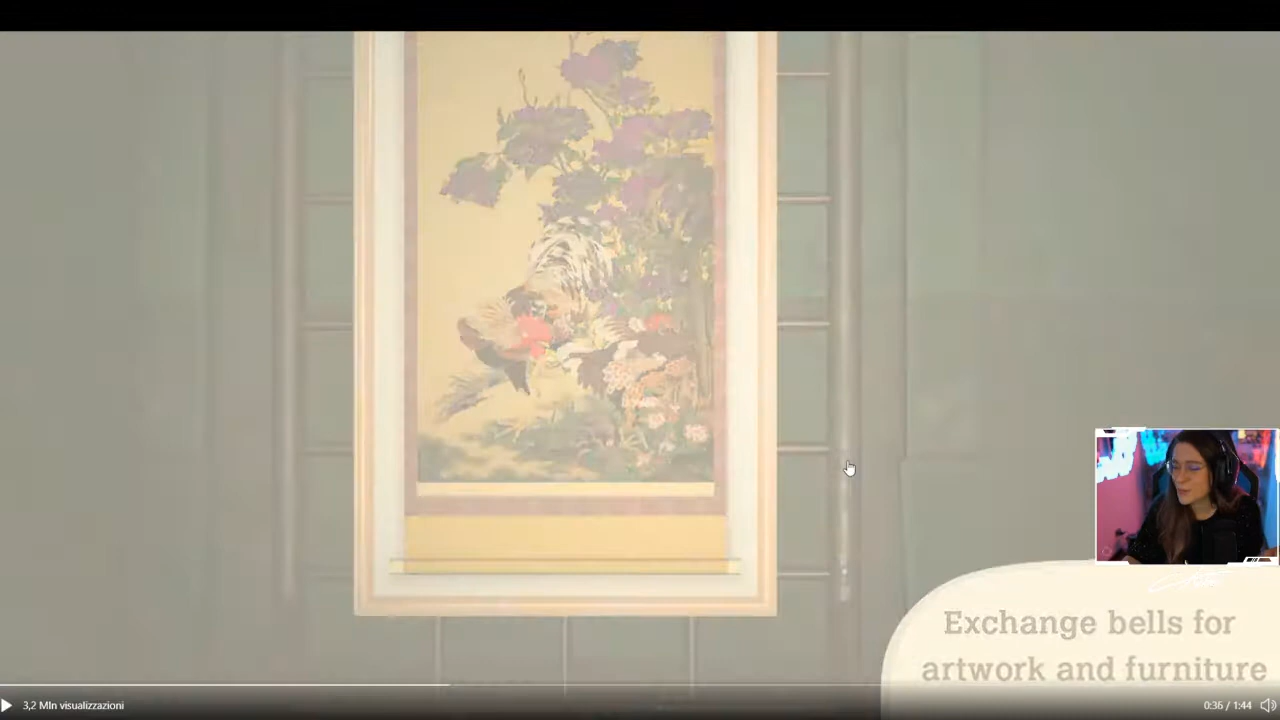 Exchange bells for
artwork and furniture
3,2 Mln visualizzazioni
0:36 / 1:44